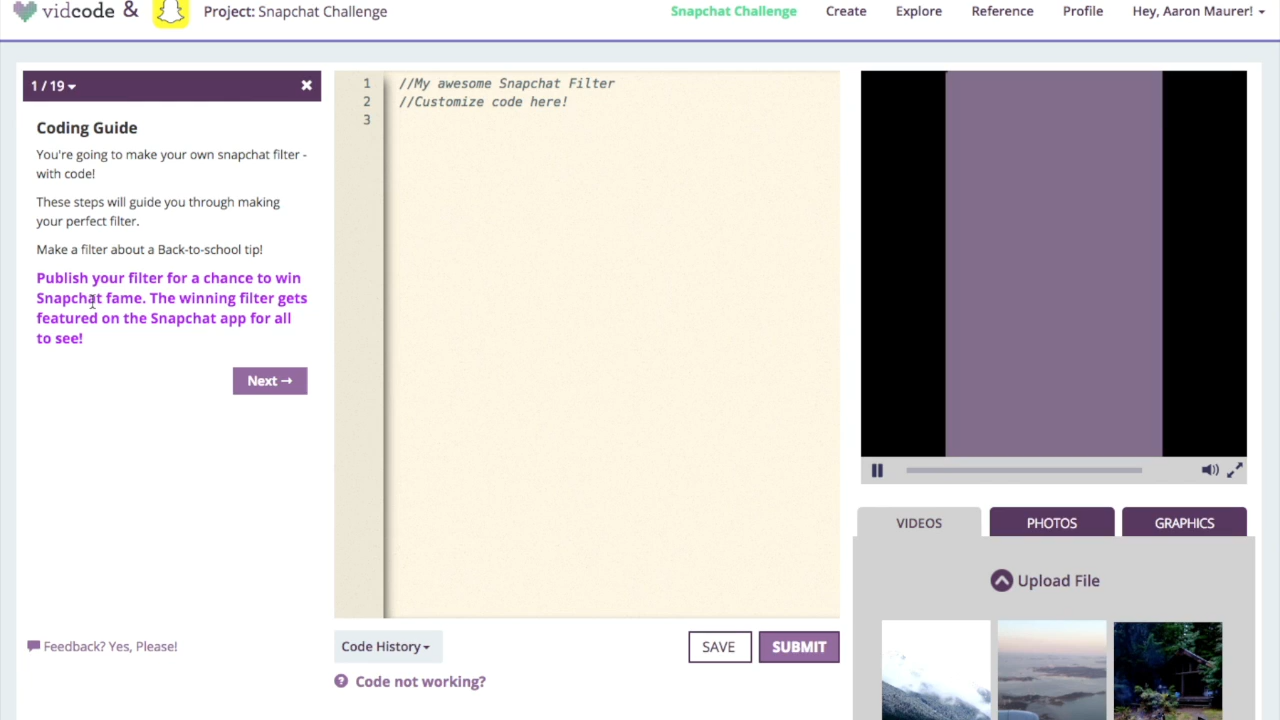 vidcode &
Project: Snapchat Challenge
Snapchat Challenge Create Explore Reference Profile Hey, Aaron Maurer!
1 / 19
Coding Guide
You're going to make your own snapchat filter -
with code!
These steps will guide you through making
your perfect filter.
Make a filter about a Back-to-school tip!
Publish your filter for a chance to win
Snapchat fame. The winning filter gets
featured on the Snapchat app for all
to see!
Next →
Feedback? Yes, Please!
1 //My awesome Snapchat Filter
2 //Customize code here!
3
Code History
SAVE
SUBMIT
Code not working?
VIDEOS
PHOTOS
GRAPHICS
Upload File